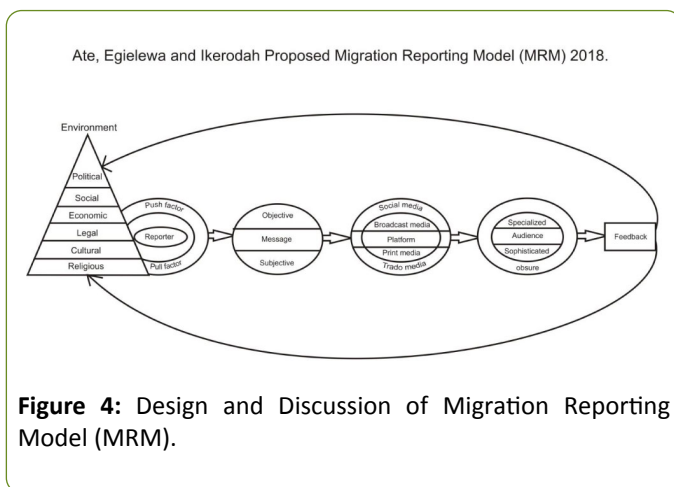 Ate, Egielewa and Ikerodah Proposed Migration Reporting Model (MRM) 2018.
Environment
Political
Social
Economic
Legal
Cultural
Religious
Push factor
Reporter
Pull factor
Objective
Message
Subjective
Social media
Broadcast media
Platform
Print media
Trado media
Specialized
Audience
Sophisticated
obsure
Feedback
Figure 4: Design and Discussion of Migration Reporting
Model (MRM).